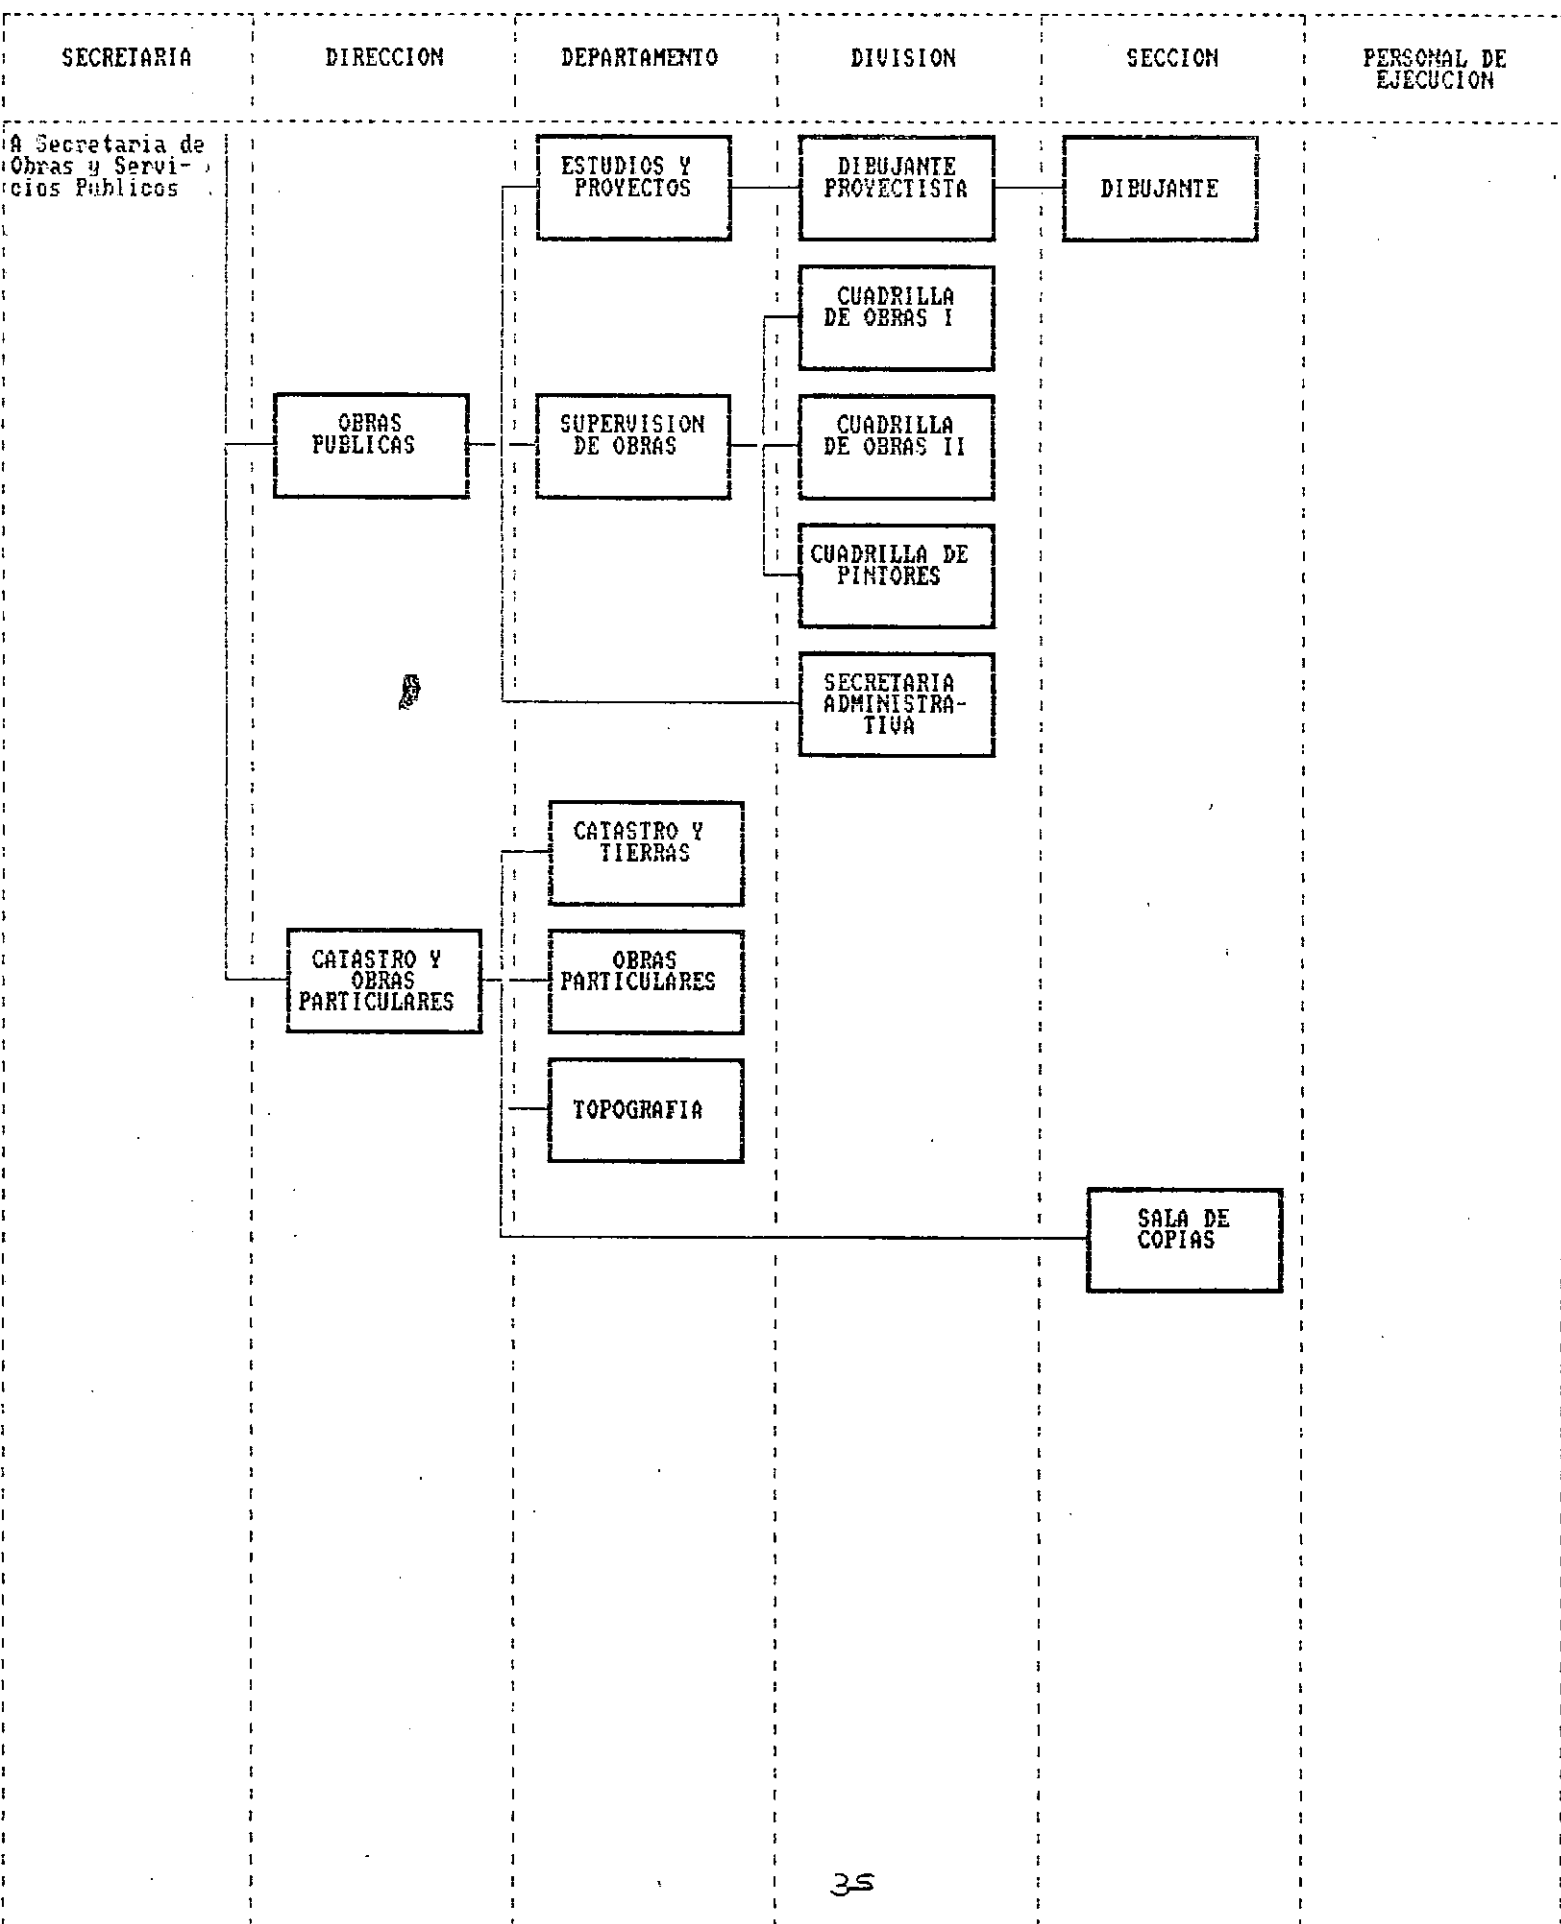 SECRETARIA
DIRECCION
DEPARTAMENTO
DIVISION
SECCION
PERSONAL DE
EJECUCION
A Secretaria de
Obras y Servi-
cios Publicos
ESTUDIOS Y
PROYECTOS
DIBUJANTE
PROYECTISTA
DIBUJANTE
CUADRILLA
DE OBRAS I
OBRAS
PUBLICAS
SUPERVISION
DE OBRAS
CUADRILLA
DE OBRAS II
CUADRILLA DE
PINTORES
SECRETARIA
ADMINISTRA-
TIVA
CATASTRO Y
TIERRAS
CATASTRO Y
OBRAS
PARTICULARES
OBRAS
PARTICULARES
TOPOGRAFIA
SALA DE
COPIAS
35